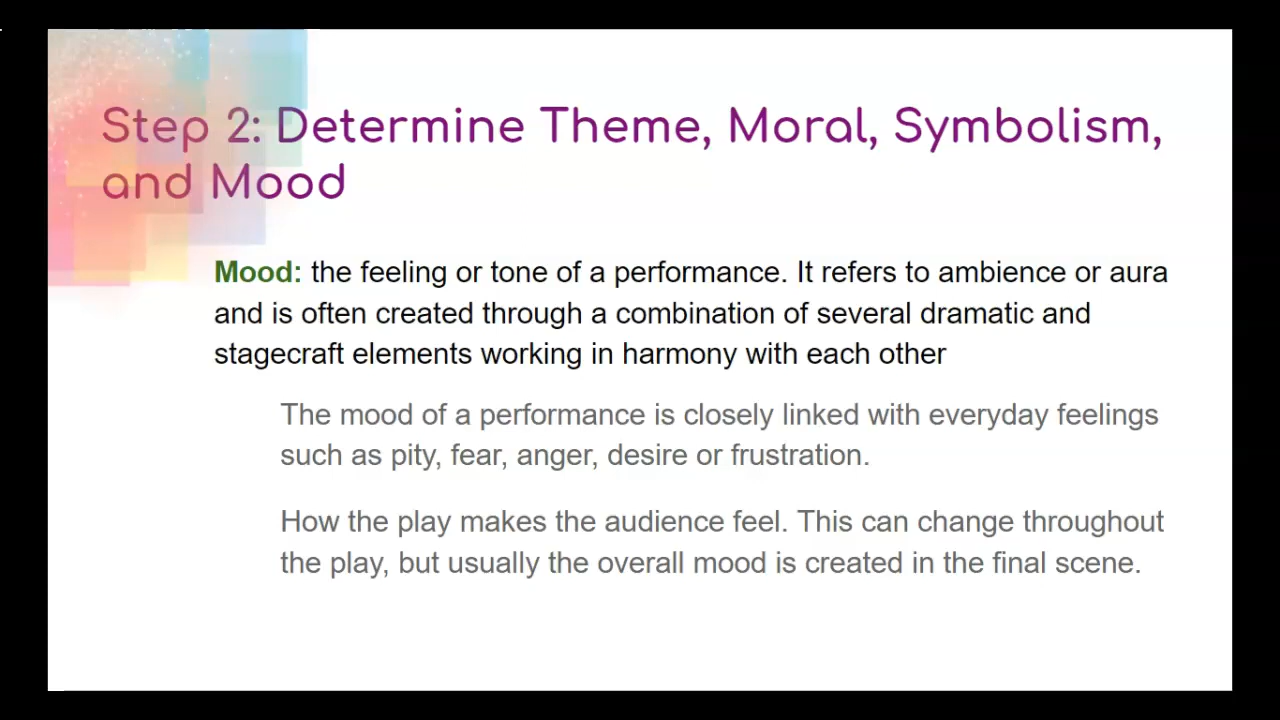 Step 2: Determine Theme, Moral, Symbolism,
and Mood
Mood: the feeling or tone of a performance. It refers to ambience or aura
and is often created through a combination of several dramatic and
stagecraft elements working in harmony with each other
The mood of a performance is closely linked with everyday feelings
such as pity, fear, anger, desire or frustration.
How the play makes the audience feel. This can change throughout
the play, but usually the overall mood is created in the final scene.